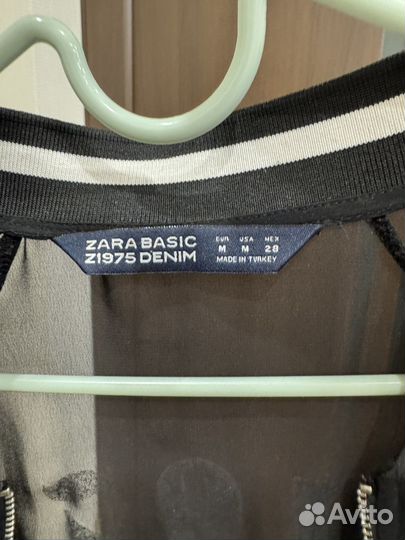 ZARA BASIC
Z1975 DENIM
EUR USA MEX
M M 28
MADE IN TURKEY
Avito